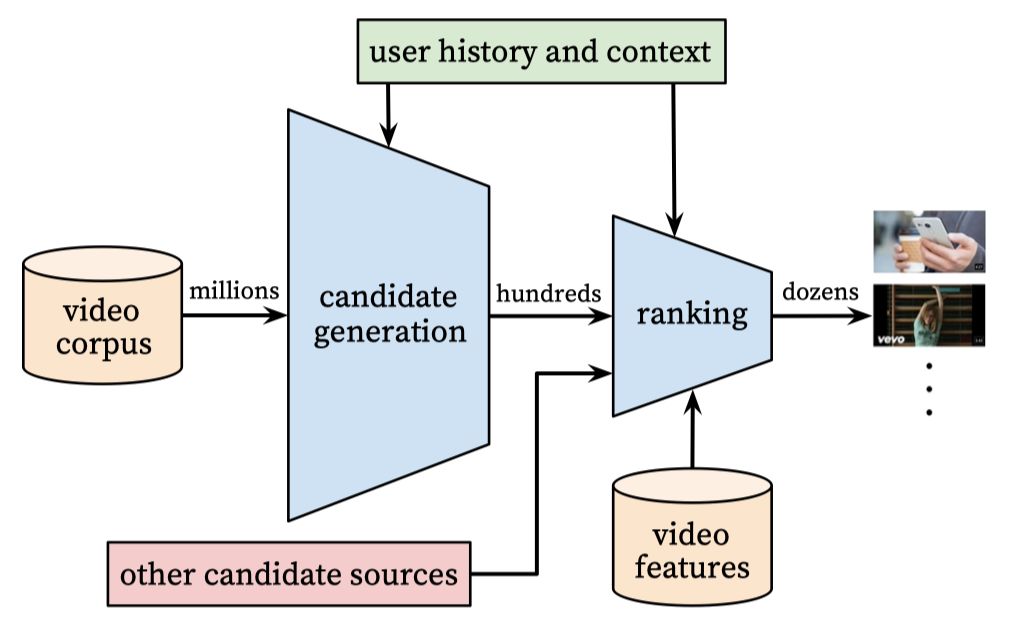 user history and context
video
corpus
millions
candidate
generation
hundreds
ranking
dozens
vevo
other candidate sources
video
features